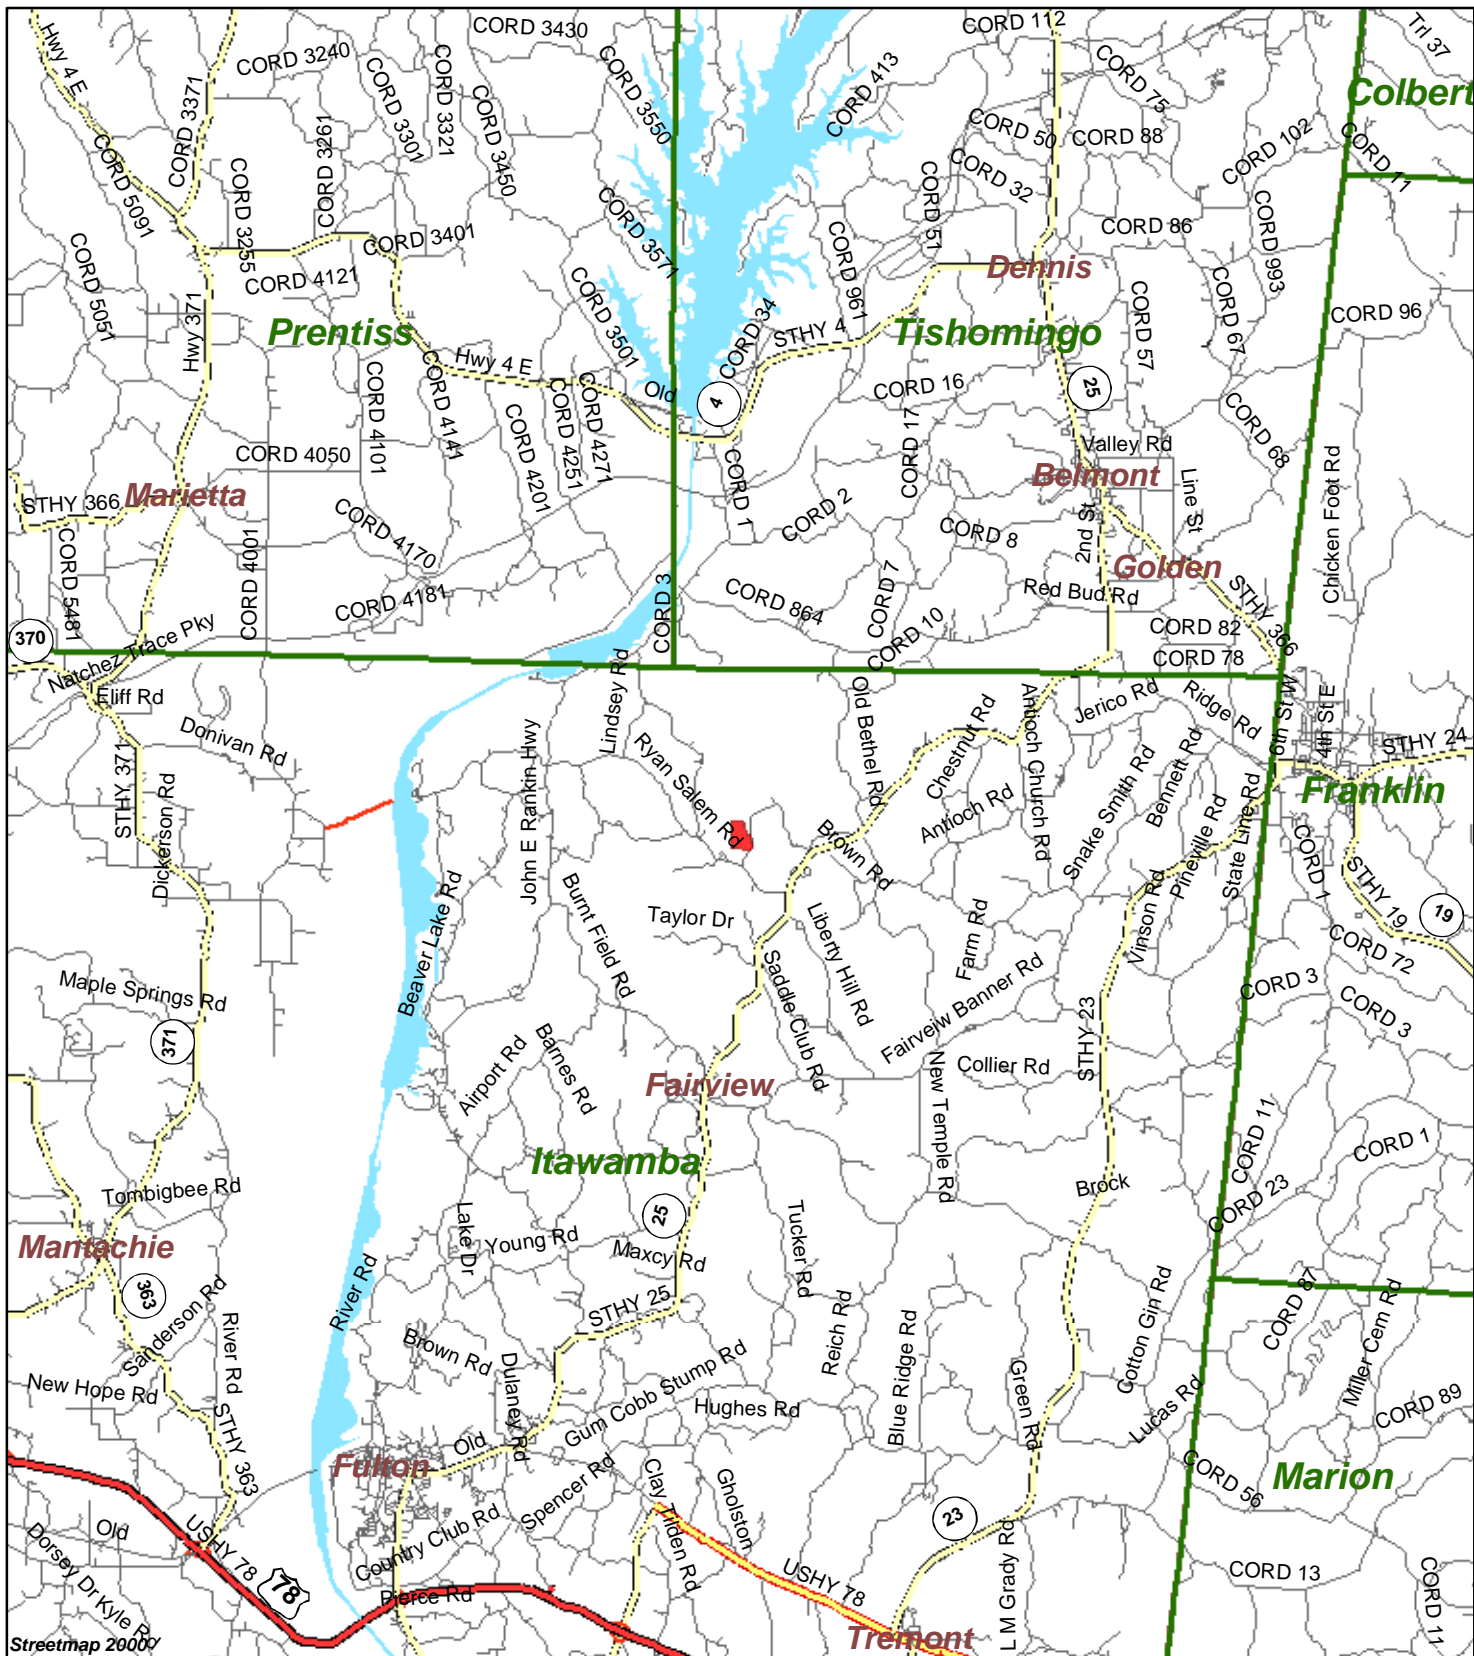 CORD 3430
CORD 112
Trl 37
Hwy 4 E
CORD 3240
CORD 3371
CORD 3301
CORD 3321
CORD 3550
CORD 413
CORD 75
Colbert
CORD 3261
CORD 3450
CORD 50
CORD 88
CORD 102
CORD 11
CORD 5091
CORD 3255
CORD 32
CORD 51
CORD 3401
CORD 3571
CORD 961
CORD 86
CORD 993
CORD 5051
CORD 4121
Dennis
CORD 67
CORD 57
CORD 96
Prentiss
Hwy 371
CORD 3501
CORD 34
STHY 4
Tishomingo
Hwy 4 E
Old
4
CORD 16
25
CORD 4101
CORD 4141
CORD 4201
CORD 4251
CORD 4271
CORD 17
CORD 68
CORD 4050
Valley Rd
Belmont
STHY 366
Marietta
CORD 1
CORD 2
Line St
Chicken Foot Rd
CORD 4170
CORD 8
2nd St
CORD 5481
CORD 4001
CORD 4181
CORD 3
CORD 864
CORD 7
Golden
Red Bud Rd
STHY 366
370
Natchez Trace Pky
CORD 10
CORD 82
CORD 78
Eliff Rd
Donivan Rd
Lindsey Rd
Old Bethel Rd
Antioch Church Rd
Jerico Rd
Ridge Rd
6th St W
4th St E
STHY 24
STHY 371
Dickerson Rd
John E Rankin Hwy
Ryan Salem Rd
Chestnut Rd
Antioch Rd
Snake Smith Rd
Bennett Rd
Pineville Rd
State Line Rd
Franklin
Brown Rd
CORD 1
STHY 19
19
Beaver Lake Rd
Burnt Field Rd
Taylor Dr
Liberty Hill Rd
Farm Rd
Vinson Rd
CORD 72
Maple Springs Rd
Saddle Club Rd
Fairveiw Banner Rd
CORD 3
CORD 3
371
Airport Rd
Barnes Rd
STHY 23
Collier Rd
Fairview
New Temple Rd
CORD 11
CORD 1
Itawamba
Tombigbee Rd
Brock
CORD 23
25
Lake Dr
Young Rd
Maxcy Rd
Tucker Rd
Mantachie
363
Sanderson Rd
River Rd
River Rd
STHY 25
Reich Rd
Blue Ridge Rd
Cotton Gin Rd
CORD 87
Miller Cem Rd
New Hope Rd
Brown Rd
Dulaney Rd
Gum Cobb Stump Rd
Hughes Rd
Green Rd
Lucas Rd
CORD 89
STHY 363
Old
Fulton
Spencer Rd
Clay Tilden Rd
Gholston
CORD 56
Marion
23
Old
USHY 78
78
Country Club Rd
Pierce Rd
USHY 78
L M Grady Rd
CORD 13
CORD 11
Dorsey Dr
Kyle Rd
Tremont
Streetmap 2000